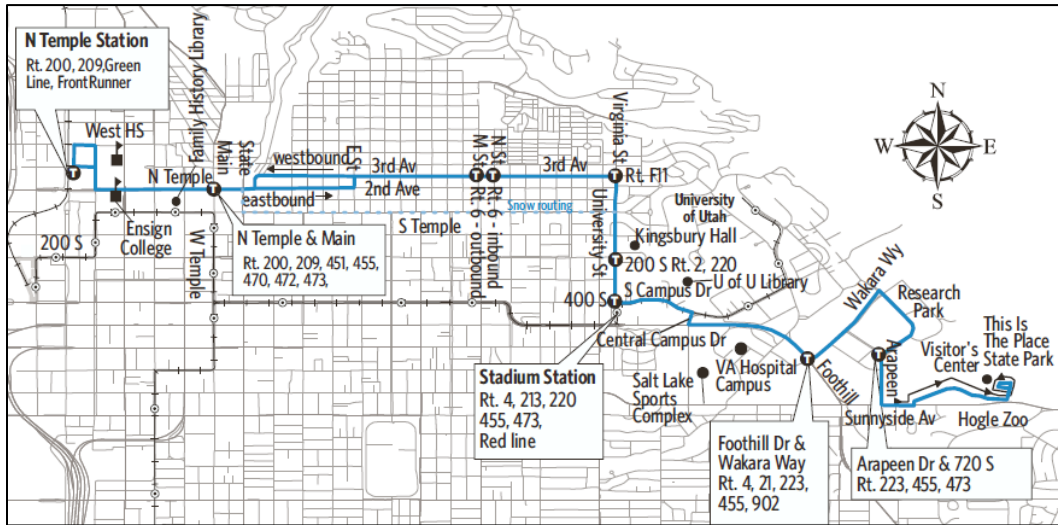 N Temple Station
Rt. 200, 209,Green
Line, FrontRunner
West HS
Family History Library
N Temple
Ensign
College
200 S
W Temple
Main
State
N Temple & Main
Rt. 200, 209, 451, 455,
470, 472, 473,
westbound
eastbound
E St
3rd Av
2nd Ave
S Temple
Snow routing
M St
Rt. 6 - outbound
N St
Rt. 6 - inbound
3rd Av
Virginia St
Rt. F11
University St
University
of Utah
Kingsbury Hall
200 S Rt. 2, 220
U of U Library
S Campus Dr
400 S
Central Campus Dr
Stadium Station
Rt. 4, 213, 220
455, 473,
Red line
VA Hospital
Campus
Salt Lake
Sports
Complex
Foothill
Wakara Wy
Research
Park
Arapeen
Visitor's
Center
This Is
The Place
State Park
Sunnyside Av
Hogle Zoo
Foothill Dr &
Wakara Way
Rt. 4, 21, 223,
455, 902
Arapeen Dr & 720 S
Rt. 223, 455, 473
N
W
E
S
T
T
T
T
T
T
T
T
T